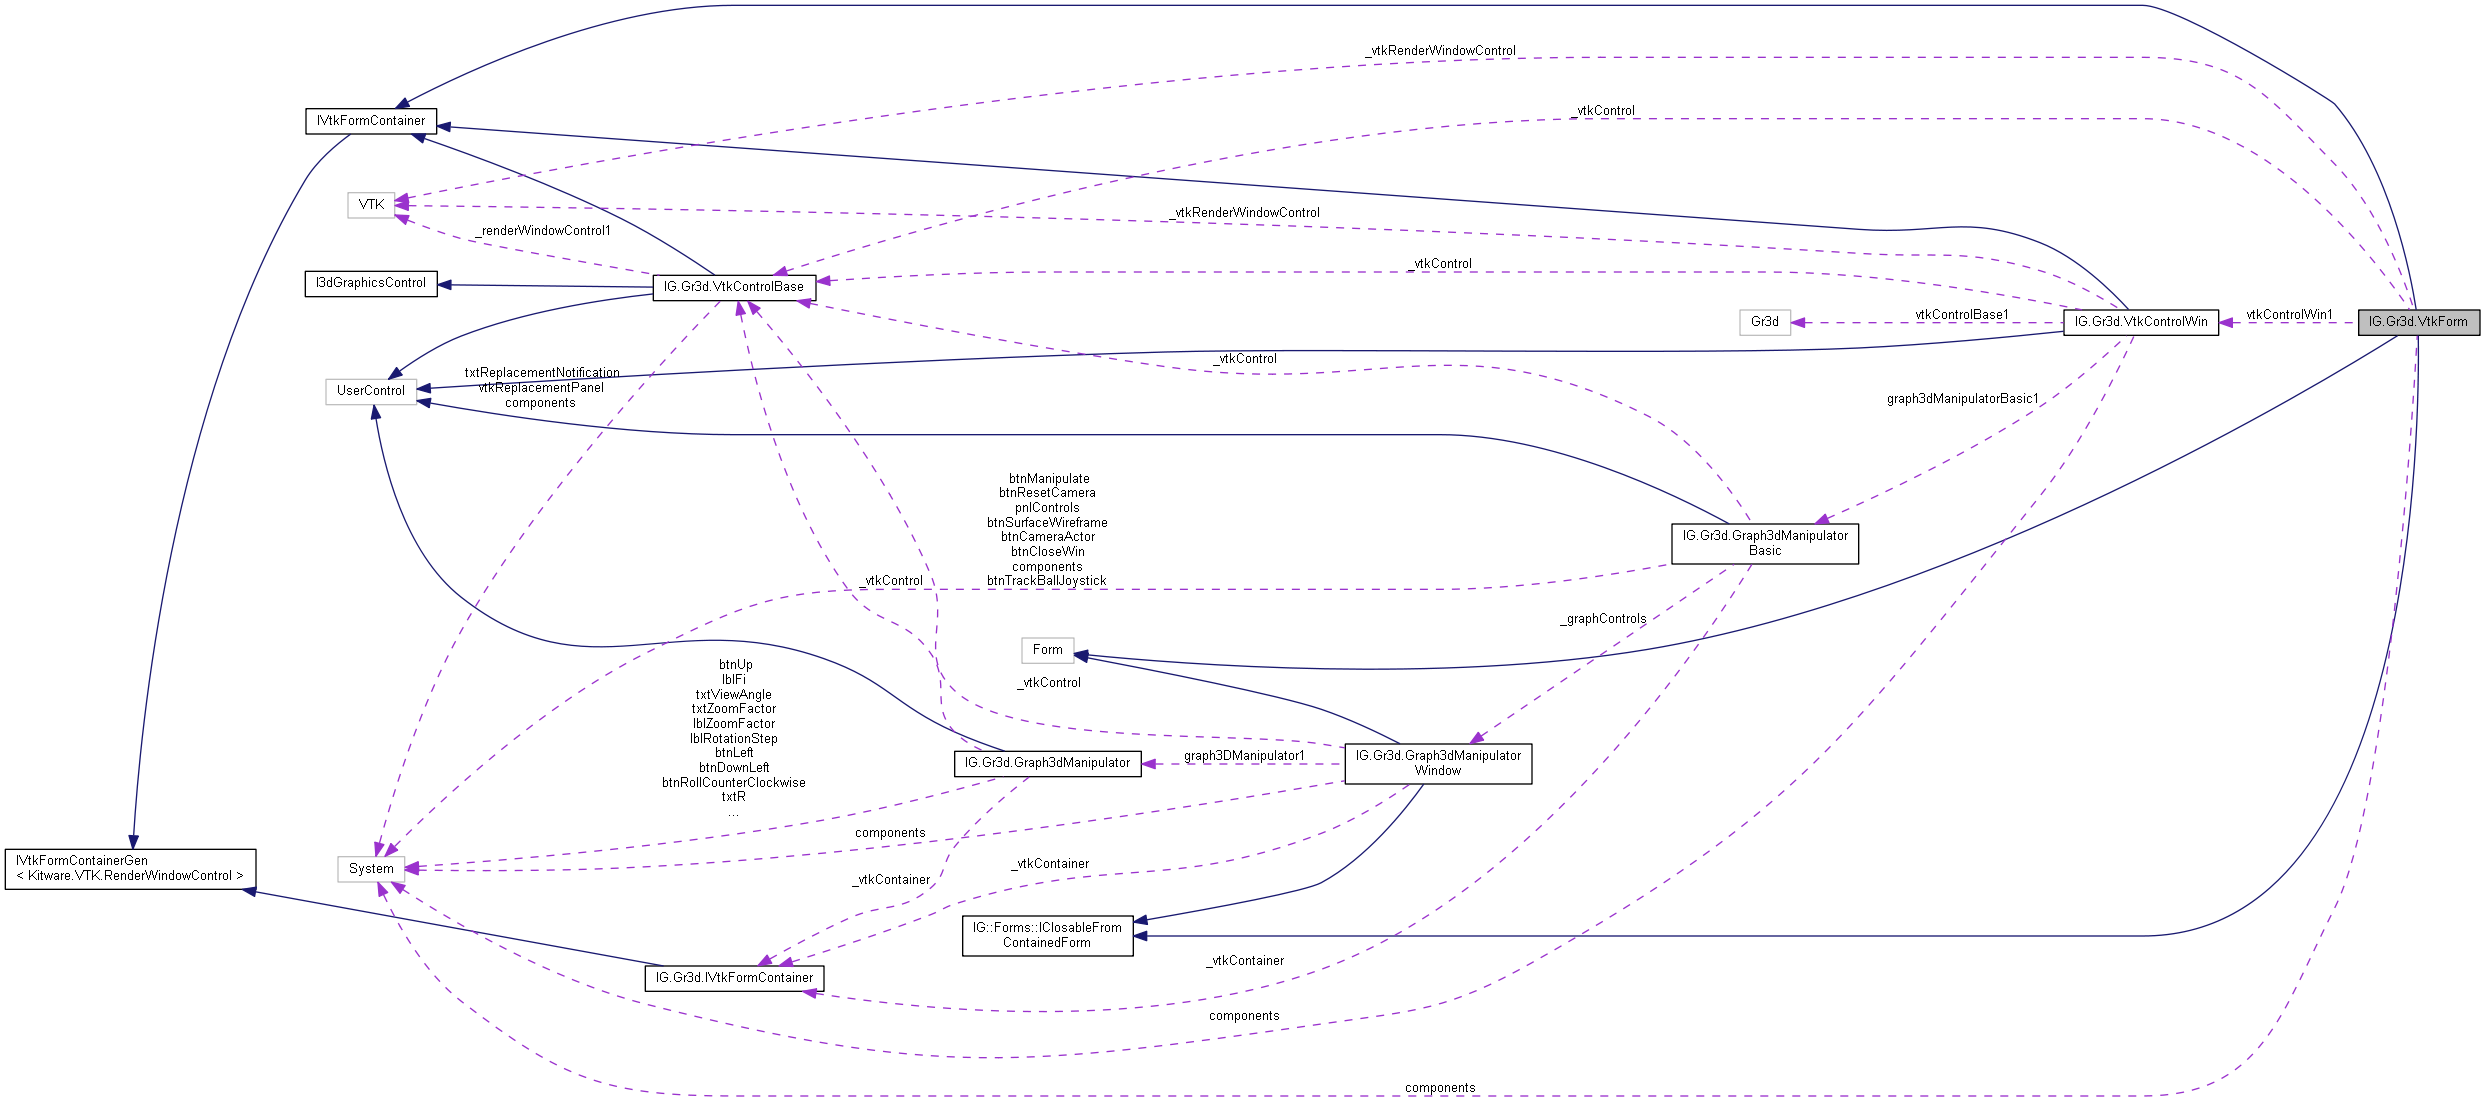 _vtkRenderWindowControl
_vtkControl
IVtkFormContainer
VTK
_vtkRenderWindowControl
_renderWindowControl1
_vtkControl
I3dGraphicsControl
IG.Gr3d.VtkControlBase
Gr3d
vtkControlBase1
IG.Gr3d.VtkControlWin
vtkControlWin1
IG.Gr3d.VtkForm
_vtkControl
txtReplacementNotification
vtkReplacementPanel
components
UserControl
graph3dManipulatorBasic1
btnManipulate
btnResetCamera
pnlControls
btnSurfaceWireframe
btnCameraActor
btnCloseWin
components
btnTrackBallJoystick
_vtkControl
IG.Gr3d.Graph3dManipulator
Basic
_graphControls
Form
_vtkControl
btnUp
lblFi
txtViewAngle
txtZoomFactor
lblZoomFactor
lblRotationStep
btnLeft
btnDownLeft
btnRollCounterClockwise
txtR
...
IG.Gr3d.Graph3dManipulator
graph3DManipulator1
IG.Gr3d.Graph3dManipulator
Window
components
_vtkContainer
_vtkContainer
IVtkFormContainerGen
< Kitware.VTK.RenderWindowControl >
System
IG::Forms::IClosableFrom
ContainedForm
_vtkContainer
IG.Gr3d.IVtkFormContainer
components
components